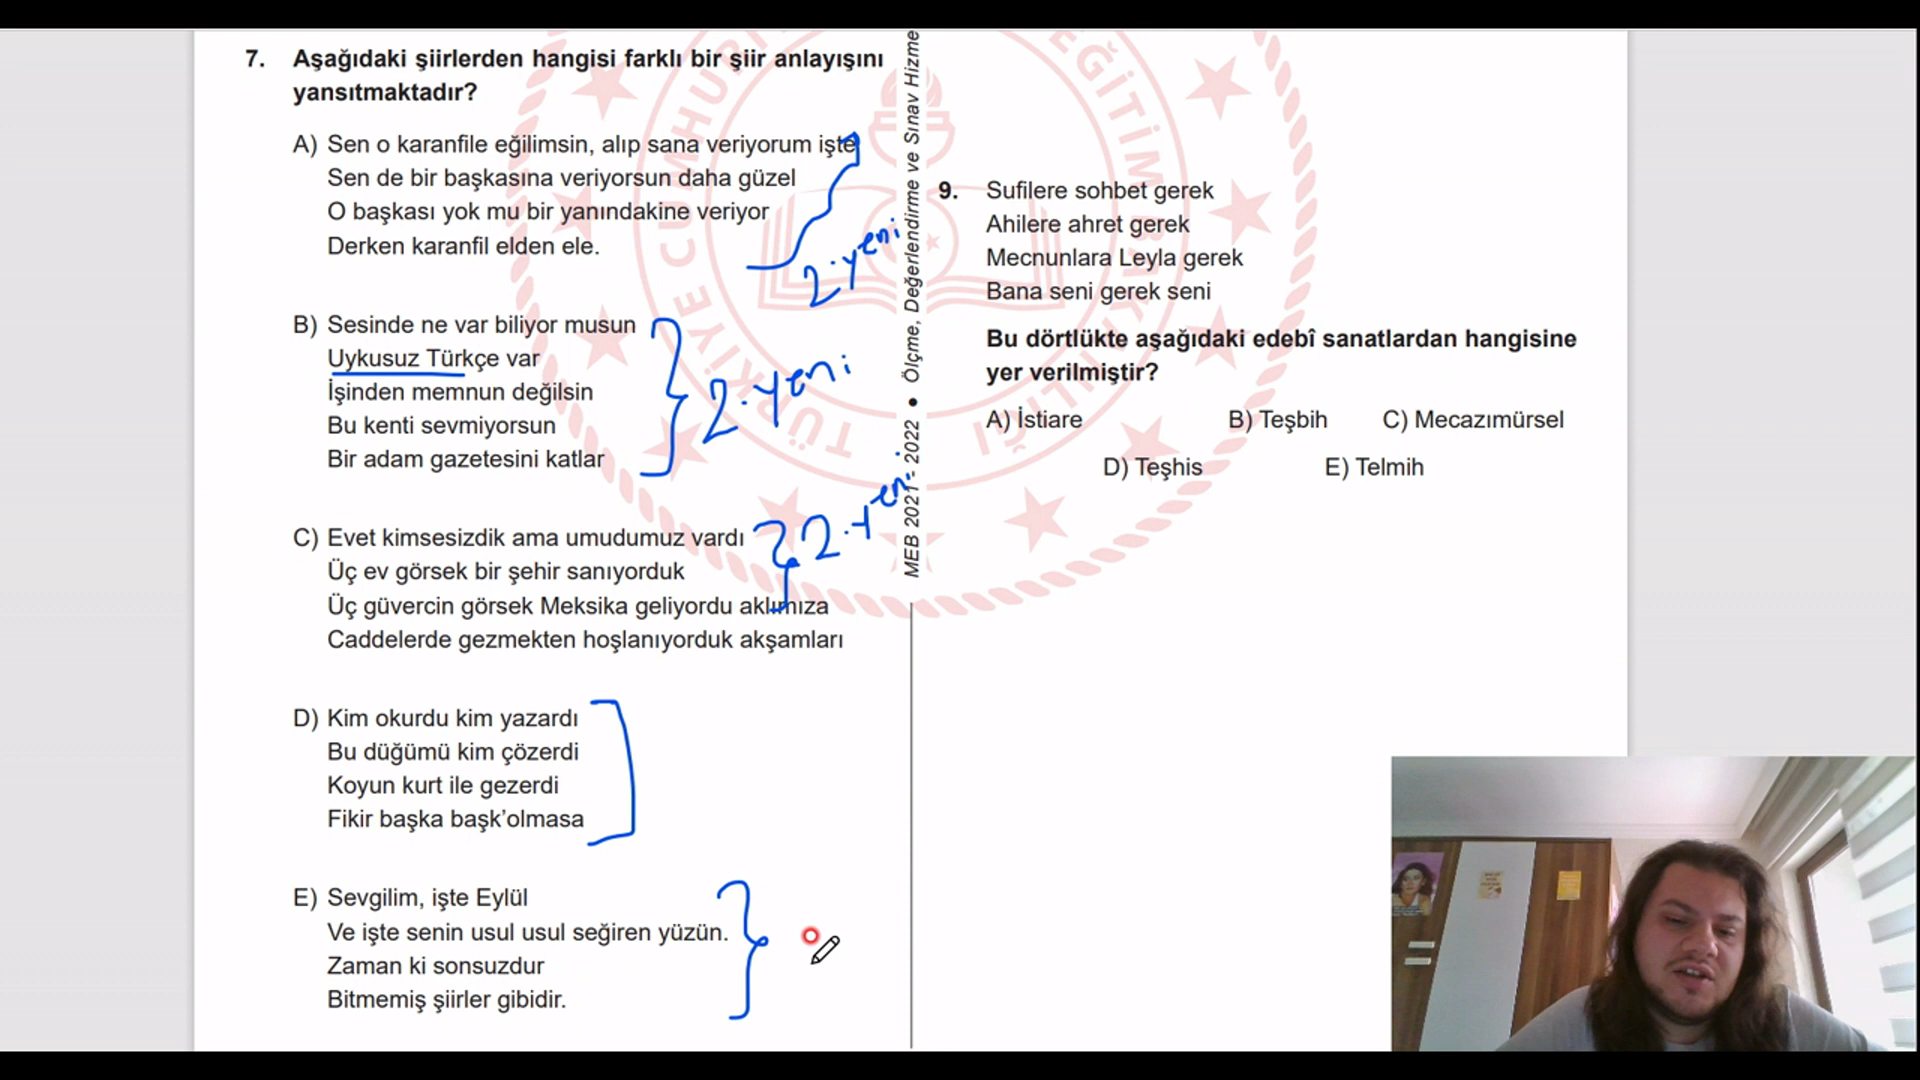 7. Aşağıdaki şiirlerden hangisi farklı bir şiir anlayışını
yansıtmaktadır?
A) Sen o karanfile eğilimsin, alıp sana veriyorum işte
Sen de bir başkasına veriyorsun daha güzel
O başkası yok mu bir yanındakine veriyor
Derken karanfil elden ele.
2.yeni
B) Sesinde ne var biliyor musun
Uykusuz Türkçe var
İşinden memnun değilsin
Bu kenti sevmiyorsun
Bir adam gazetesini katlar
2.yeni
C) Evet kimsesizdik ama umudumuz vardı
Üç ev görsek bir şehir sanıyorduk
Üç güvercin görsek Meksika geliyordu aklımıza
Caddelerde gezmekten hoşlanıyorduk akşamları
2.yeni
D) Kim okurdu kim yazardı
Bu düğümü kim çözerdi
Koyun kurt ile gezerdi
Fikir başka başk’olmasa
E) Sevgilim, işte Eylül
Ve işte senin usul usul seğiren yüzün.
Zaman ki sonsuzdur
Bitmemiş şiirler gibidir.
MEB 2021 - 2022 ● Ölçme, Değerlendirme ve Sınav Hizme
9. Sufilere sohbet gerek
Ahilere ahret gerek
Mecnunlara Leyla gerek
Bana seni gerek seni
Bu dörtlükte aşağıdaki edebî sanatlardan hangisine
yer verilmiştir?
A) İstiare B) Teşbih C) Mecazımürsel
D) Teşhis E) Telmih